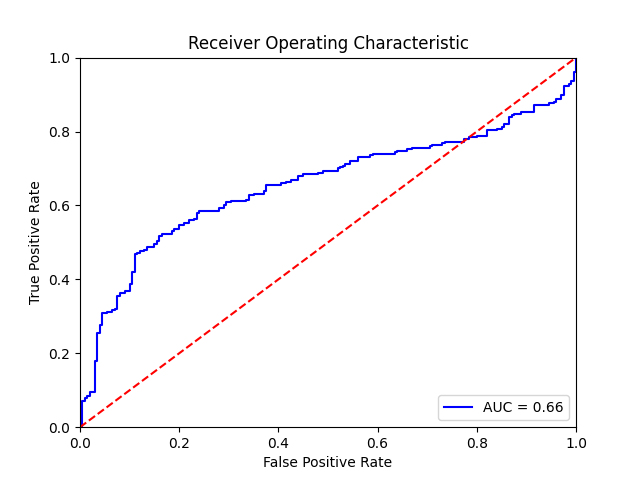 Receiver Operating Characteristic
1.0
0.8
0.6
0.4
0.2
0.0
True Positive Rate
AUC = 0.66
0.0 0.2 0.4 0.6 0.8 1.0
False Positive Rate